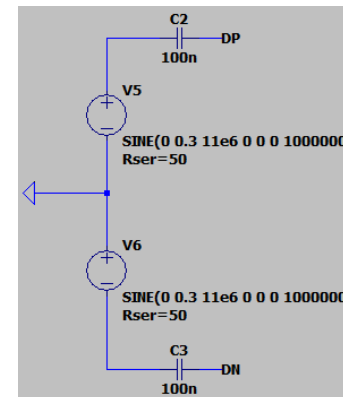 C2
DP
100n
V5
SINE(0 0.3 11e6 0 0 0 1000000
Rser=50
V6
SINE(0 0.3 11e6 0 0 0 1000000
Rser=50
C3
DN
100n